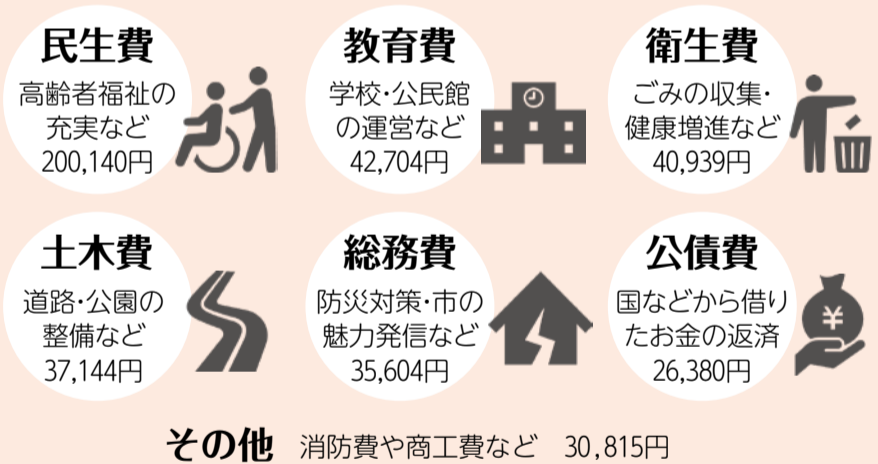 民生費
高齢者福祉の
充実など
200,140円
教育費
学校・公民館
の運営など
42,704円
衛生費
ごみの収集・
健康増進など
40,939円
土木費
道路・公園の
整備など
37,144円
総務費
防災対策・市の
魅力発信など
35,604円
公債費
国などから借り
たお金の返済
26,380円
¥
その他 消防費や商工費など 30,815円